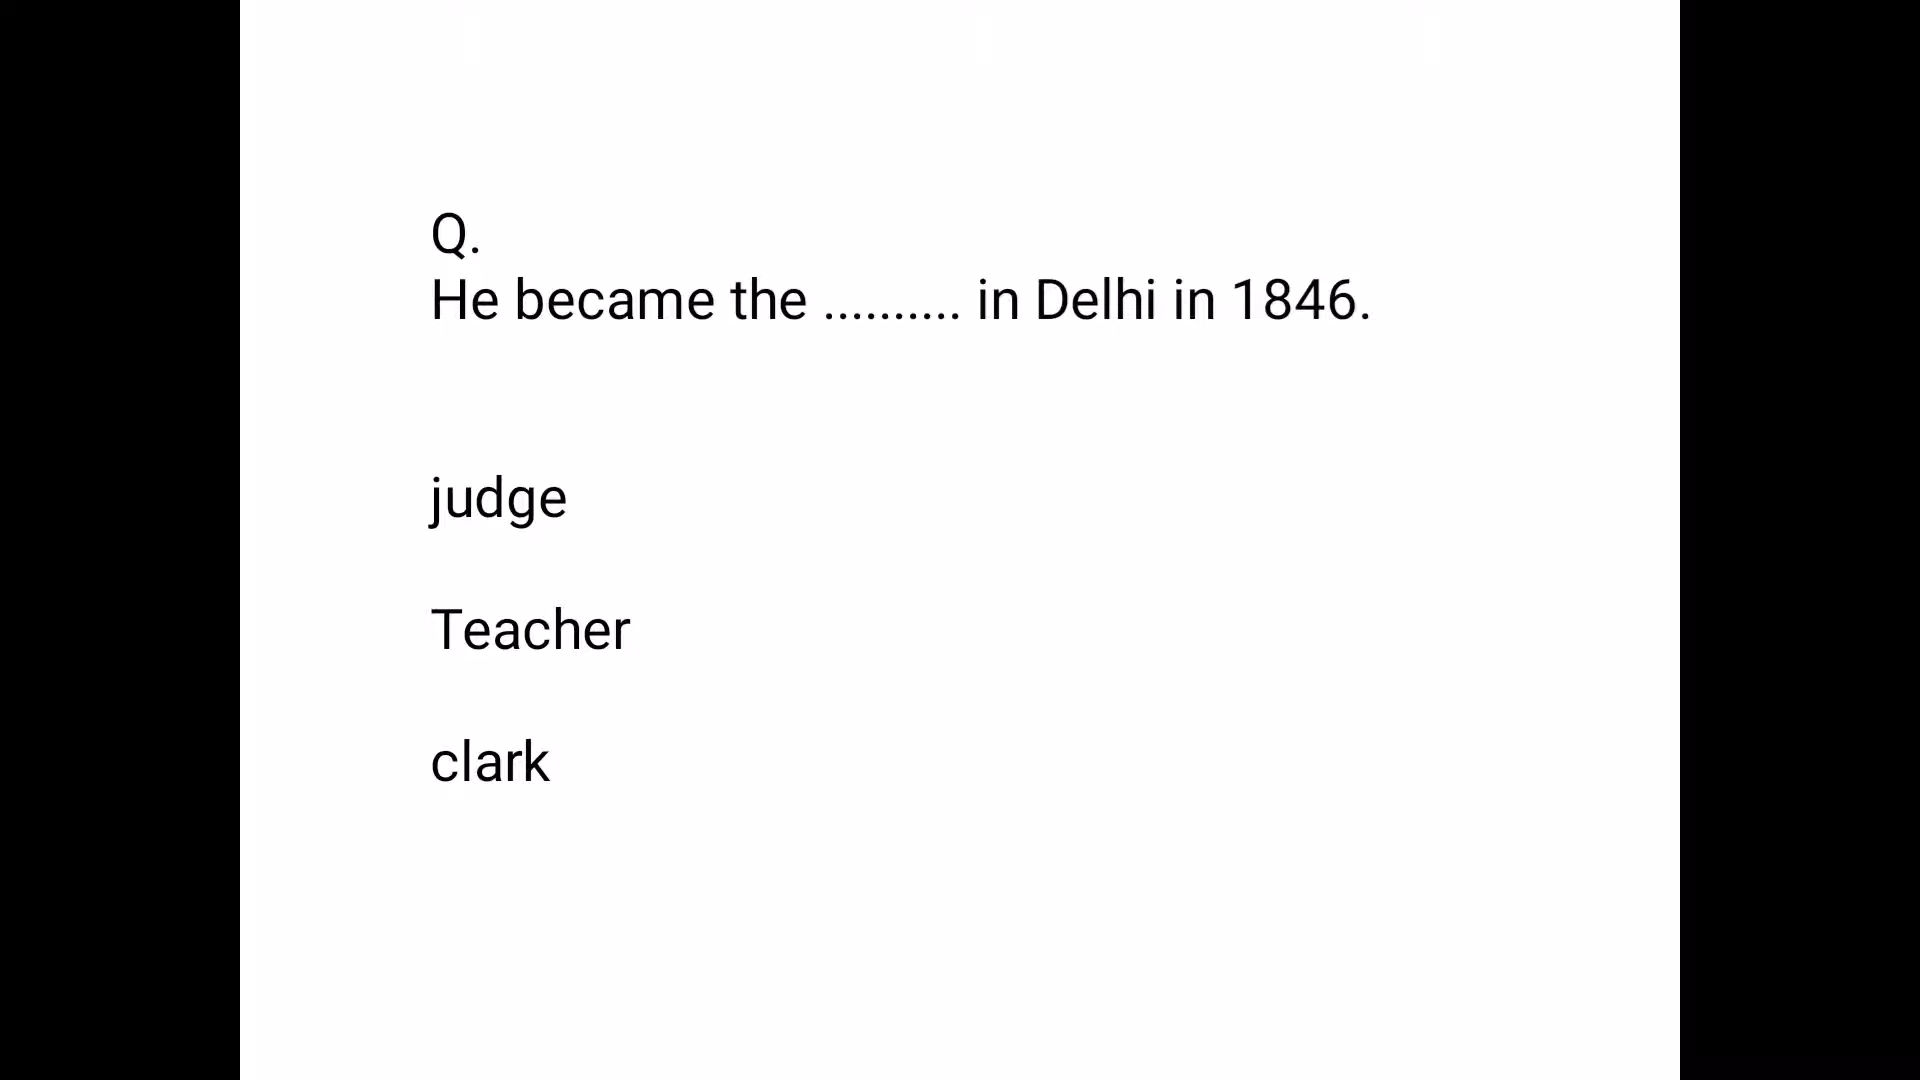 Q.
He became the .......... in Delhi in 1846.
judge
Teacher
clark